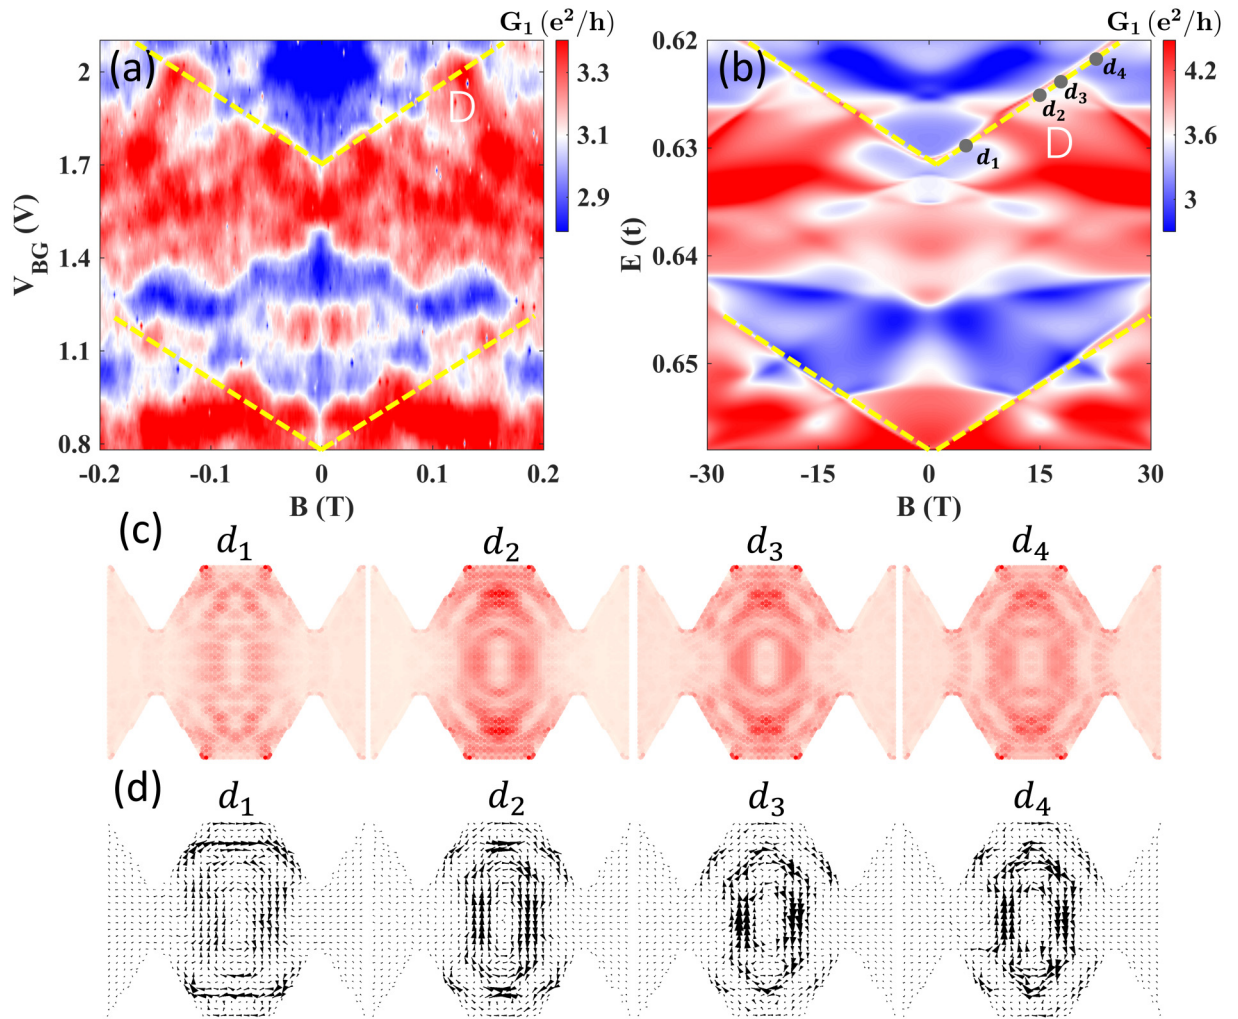 G₁ (e²/h)
(a)
2
1.7
1.4
1.1
0.8
V_BG (V)
-0.2
-0.1
0
0.1
0.2
B (T)
D
3.3
3.1
2.9
G₁ (e²/h)
(b)
0.62
0.63
0.64
0.65
E (t)
-30
-15
0
15
30
B (T)
d₄
d₃
d₂
d₁
D
4.2
3.6
3
(c)
d₁
d₂
d₃
d₄
(d)
d₁
d₂
d₃
d₄